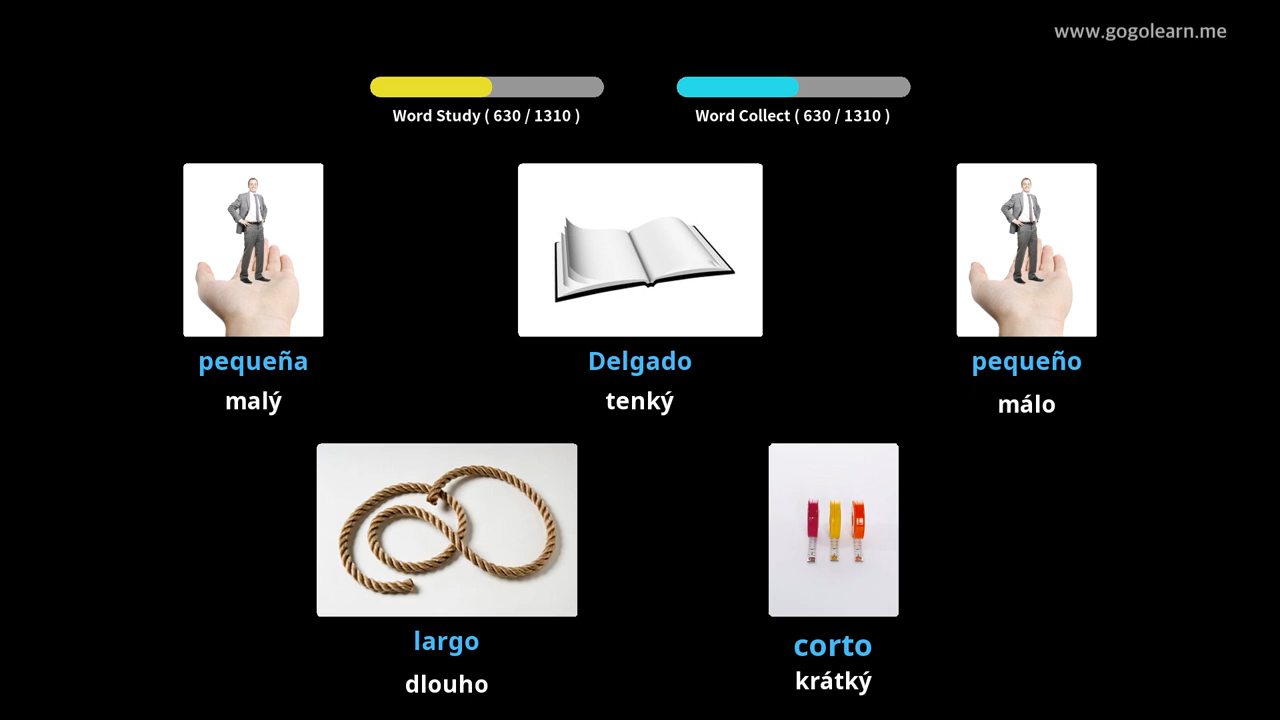 www.gogolearn.me
Word Study ( 630 / 1310 )
Word Collect ( 630 / 1310 )
pequeña
malý
Delgado
tenký
pequeño
málo
largo
dlouho
corto
krátký